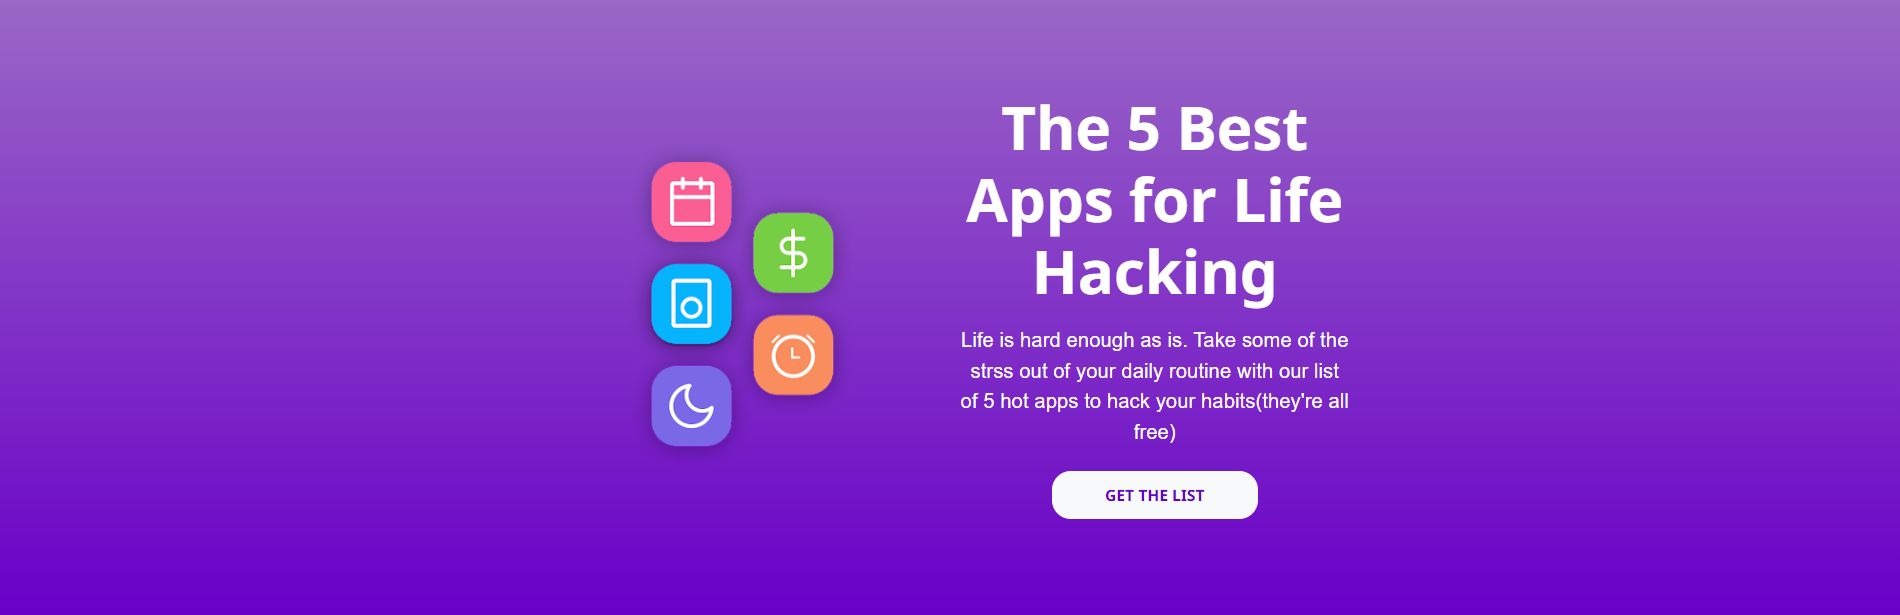 The 5 Best
Apps for Life
Hacking
Life is hard enough as is. Take some of the
strss out of your daily routine with our list
of 5 hot apps to hack your habits(they're all
free)
GET THE LIST